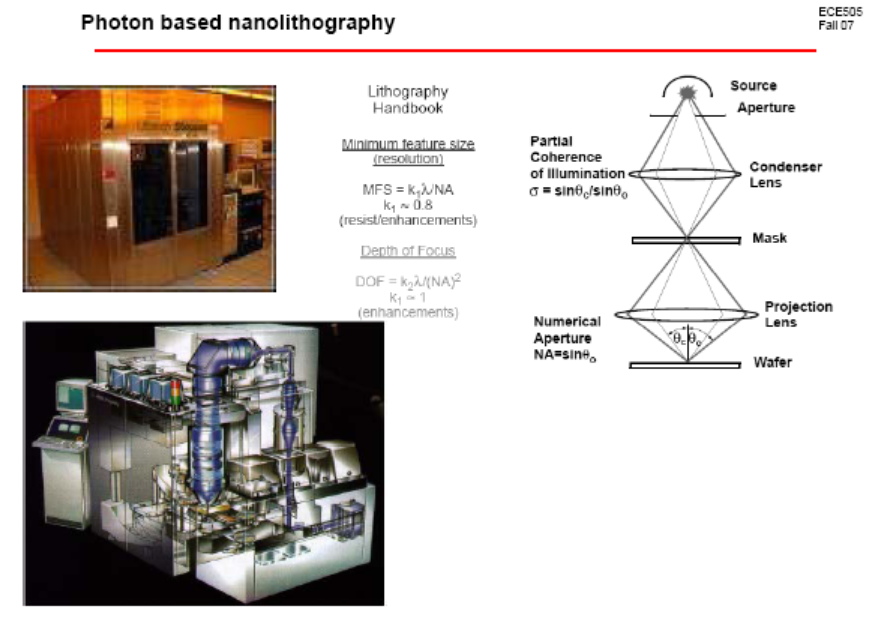 Photon based nanolithography
ECE505
Fall 07
Lithography
Handbook
Minimum feature size
(resolution)
MFS = k₁λ/NA
k₁ ≈ 0.8
(resist/enhancements)
Depth of Focus
DOF = k₂λ/(NA)²
k₁ ≈ 1
(enhancements)
Source
Aperture
Partial
Coherence
of Illumination
σ = sinθc/sinθo
Condenser
Lens
Mask
Projection
Lens
Numerical
Aperture
NA=sinθo
θc θo
Wafer